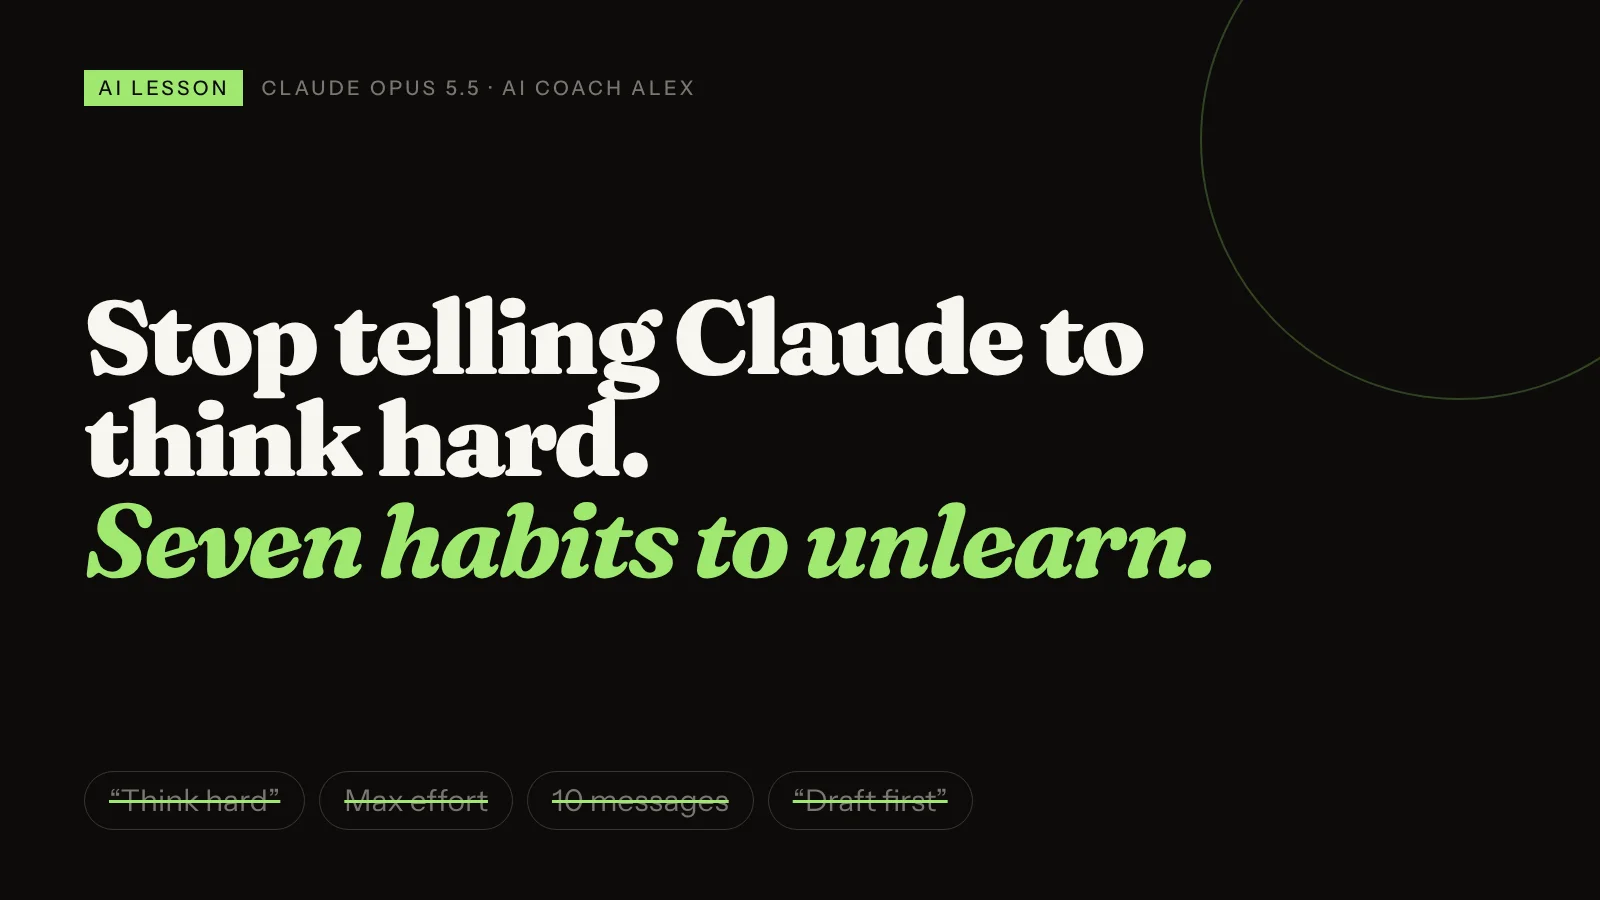 AI LESSON CLAUDE OPUS 5.5 · AI COACH ALEX
Stop telling Claude to
think hard.
Seven habits to unlearn.
“Think hard” Max effort 10 messages “Draft first”